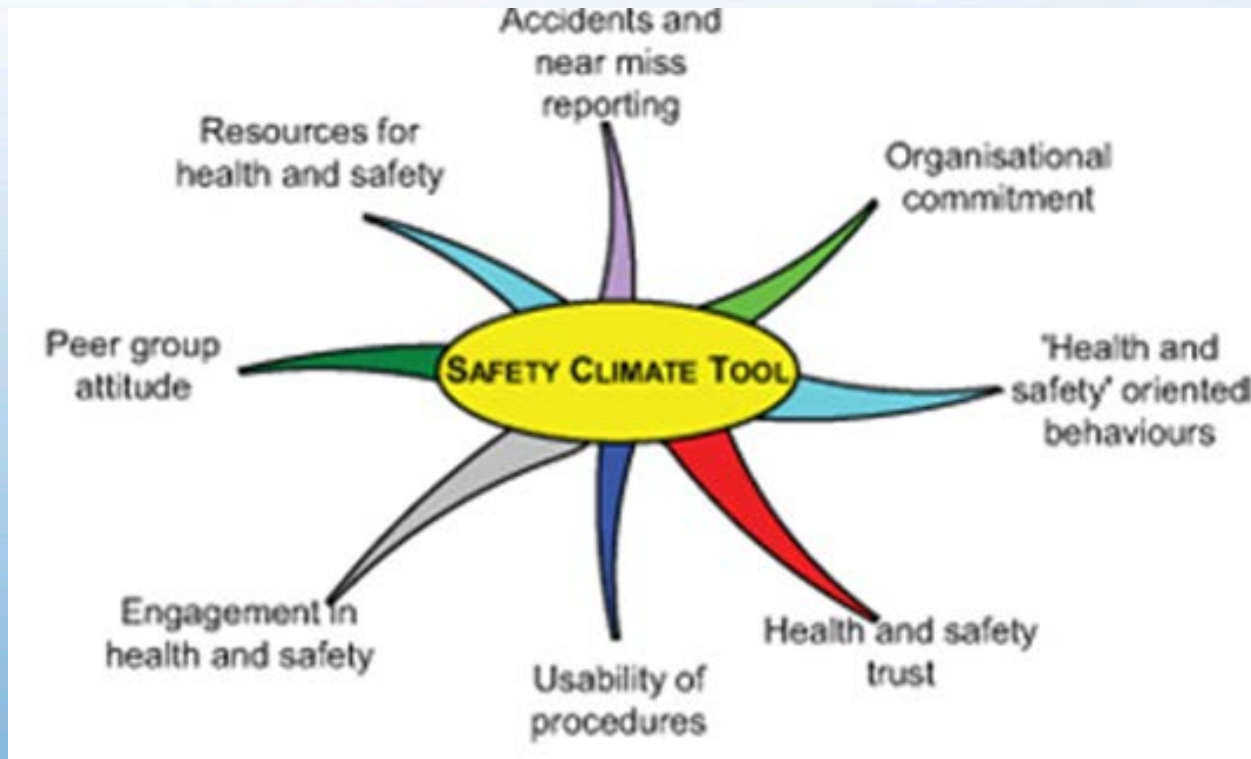 Accidents and
near miss
reporting
Organisational
commitment
'Health and
safety' oriented
behaviours
Health and safety
trust
Usability of
procedures
Engagement in
health and safety
Peer group
attitude
Resources for
health and safety
SAFETY CLIMATE TOOL